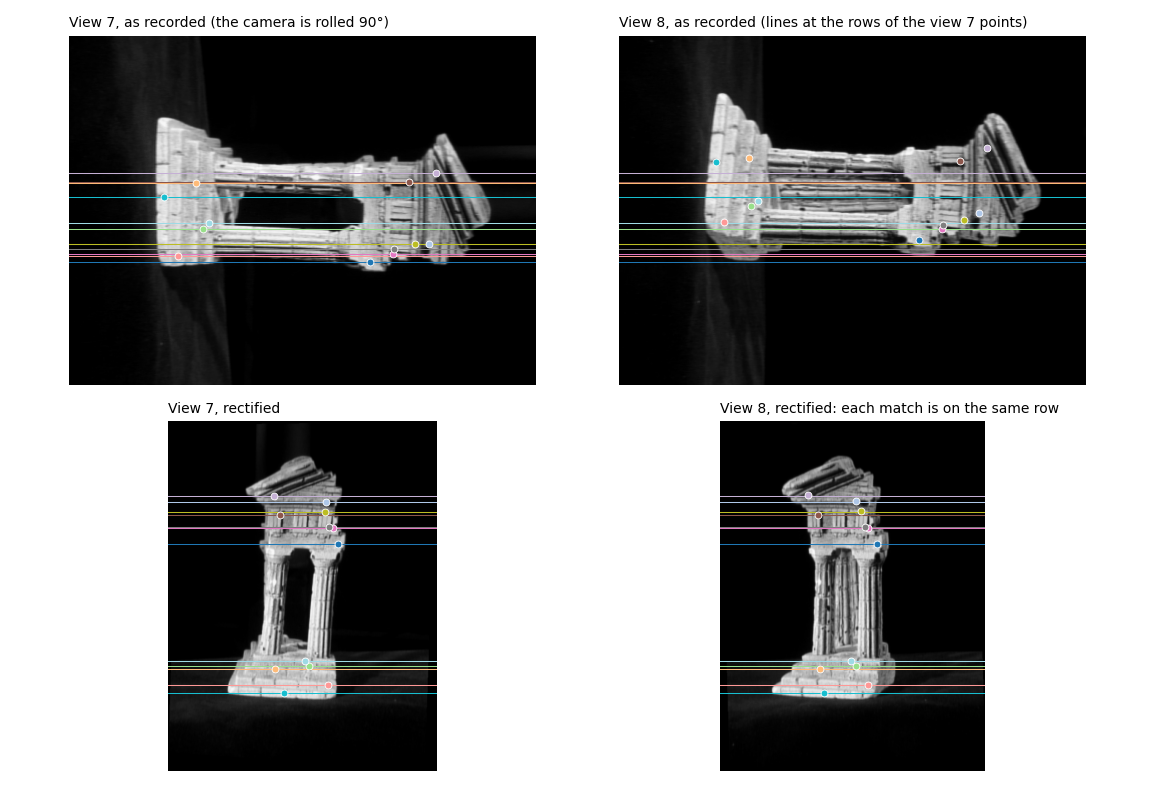 View 7, as recorded (the camera is rolled 90°)
View 8, as recorded (lines at the rows of the view 7 points)
View 7, rectified
View 8, rectified: each match is on the same row